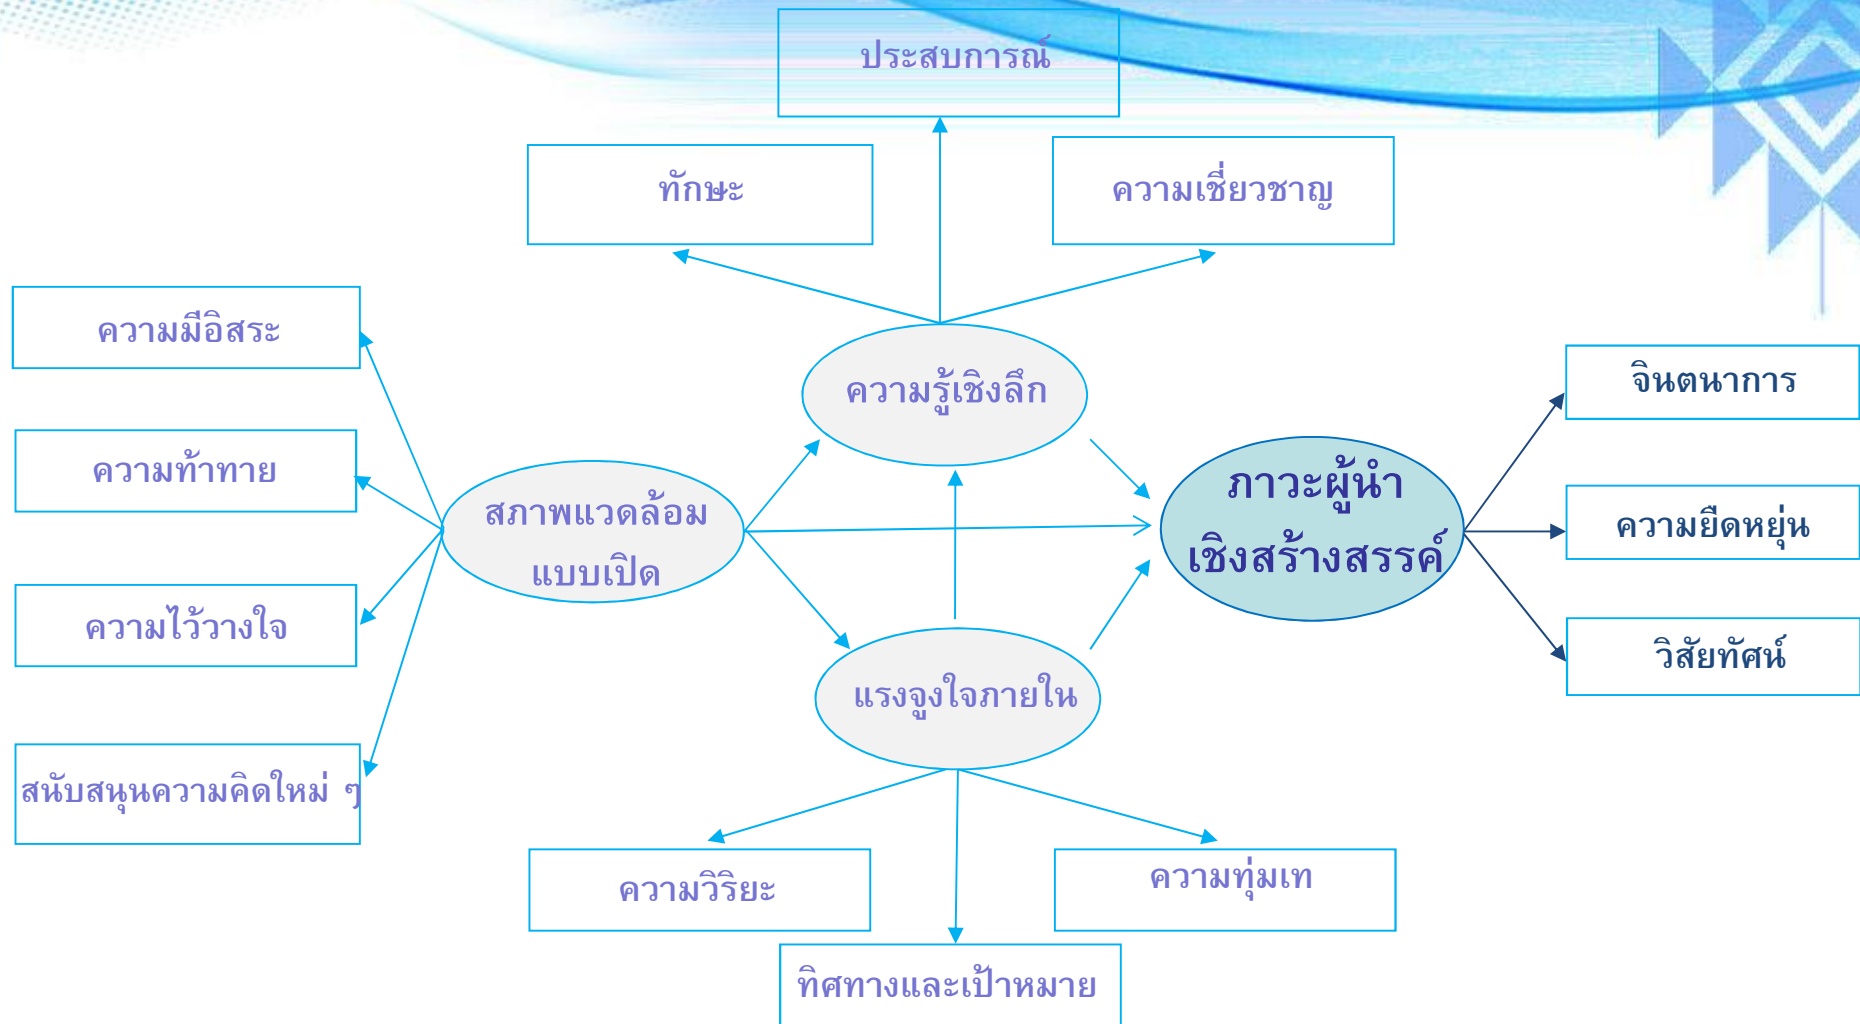 ประสบการณ์
ทักษะ
ความเชี่ยวชาญ
ความมีอิสระ
ความรู้เชิงลึก
จินตนาการ
ความท้าทาย
สภาพแวดล้อม
แบบเปิด
ภาวะผู้นำ
เชิงสร้างสรรค์
ความยืดหยุ่น
ความไว้วางใจ
วิสัยทัศน์
แรงจูงใจภายใน
สนับสนุนความคิดใหม่ ๆ
ความวิริยะ
ความทุ่มเท
ทิศทางและเป้าหมาย